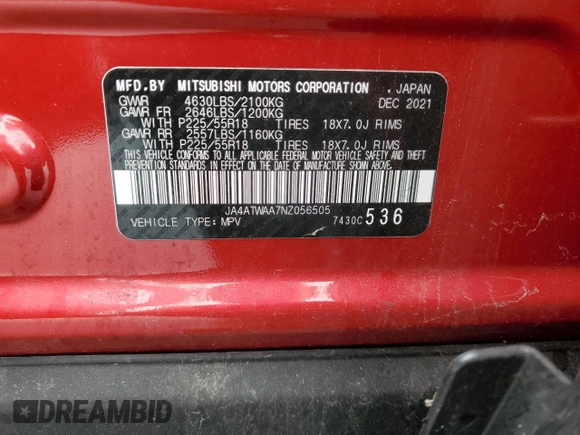 MFD.BY MITSUBISHI MOTORS CORPORATION . JAPAN
GVWR 4630LBS/2100KG DEC 2021
GAWR FR 2646LBS/1200KG
WITH P225/55R18 TIRES 18X7.0J RIMS
GAWR RR 2557LBS/1160KG
WITH P225/55R18 TIRES 18X7.0J RIMS
THIS VEHICLE CONFORMS TO ALL APPLICABLE FEDERAL MOTOR VEHICLE SAFETY AND THEFT
PREVENTION STANDARDS IN EFFECT ON THE DATE OF MANUFACTURE SHOWN ABOVE.
JA4ATWAA7NZ056505
VEHICLE TYPE: MPV 7430C 536
DREAMBID